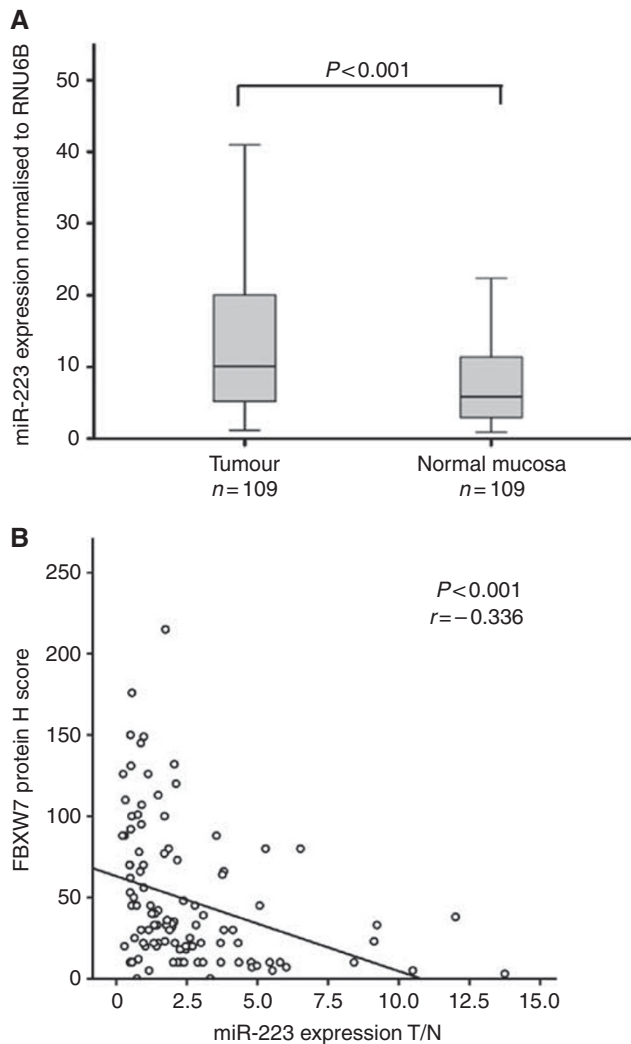 A
miR-223 expression normalised to RNU6B
50
40
30
20
10
0
P<0.001
Tumour
n=109
Normal mucosa
n=109
B
FBXW7 protein H score
250
200
150
100
50
0
P<0.001
r=−0.336
0 2.5 5.0 7.5 10.0 12.5 15.0
miR-223 expression T/N